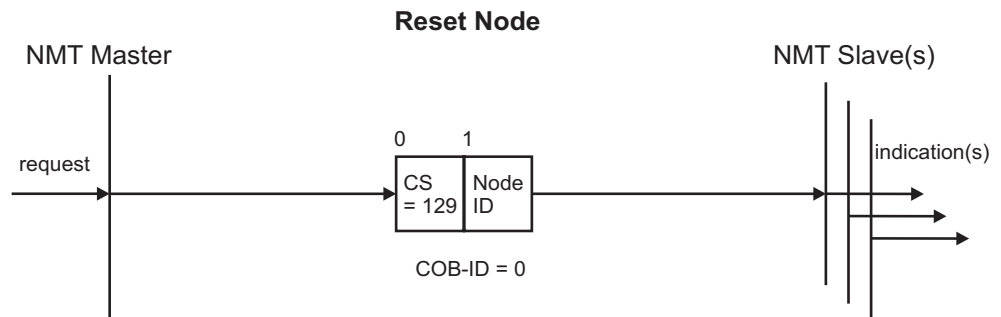 Reset Node
NMT Master
NMT Slave(s)
0 1
request
indication(s)
CS
= 129
Node
ID
COB-ID = 0